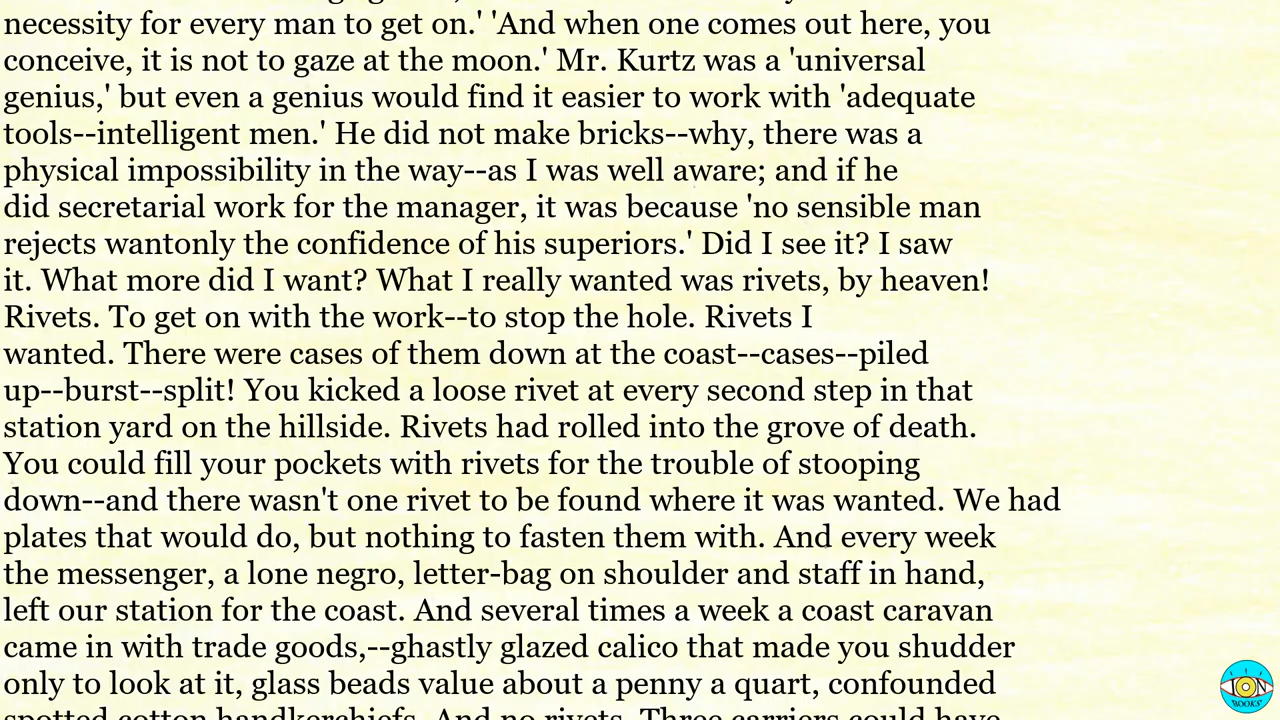 necessity for every man to get on.' 'And when one comes out here, you
conceive, it is not to gaze at the moon.' Mr. Kurtz was a 'universal
genius,' but even a genius would find it easier to work with 'adequate
tools--intelligent men.' He did not make bricks--why, there was a
physical impossibility in the way--as I was well aware; and if he
did secretarial work for the manager, it was because 'no sensible man
rejects wantonly the confidence of his superiors.' Did I see it? I saw
it. What more did I want? What I really wanted was rivets, by heaven!
Rivets. To get on with the work--to stop the hole. Rivets I
wanted. There were cases of them down at the coast--cases--piled
up--burst--split! You kicked a loose rivet at every second step in that
station yard on the hillside. Rivets had rolled into the grove of death.
You could fill your pockets with rivets for the trouble of stooping
down--and there wasn't one rivet to be found where it was wanted. We had
plates that would do, but nothing to fasten them with. And every week
the messenger, a lone negro, letter-bag on shoulder and staff in hand,
left our station for the coast. And several times a week a coast caravan
came in with trade goods,--ghastly glazed calico that made you shudder
only to look at it, glass beads value about a penny a quart, confounded
spotted cotton handkerchiefs. And no rivets. Three carriers could have
ION
BOOKS